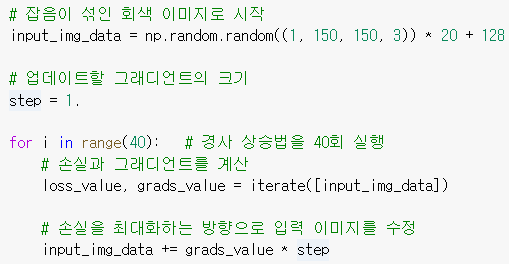 # 잡음이 섞인 회색 이미지로 시작
input_img_data = np.random.random((1, 150, 150, 3)) * 20 + 128
# 업데이트할 그래디언트의 크기
step = 1.
for i in range(40):   # 경사 상승법을 40회 실행
    # 손실과 그래디언트를 계산
    loss_value, grads_value = iterate([input_img_data])
    # 손실을 최대화하는 방향으로 입력 이미지를 수정
    input_img_data += grads_value * step